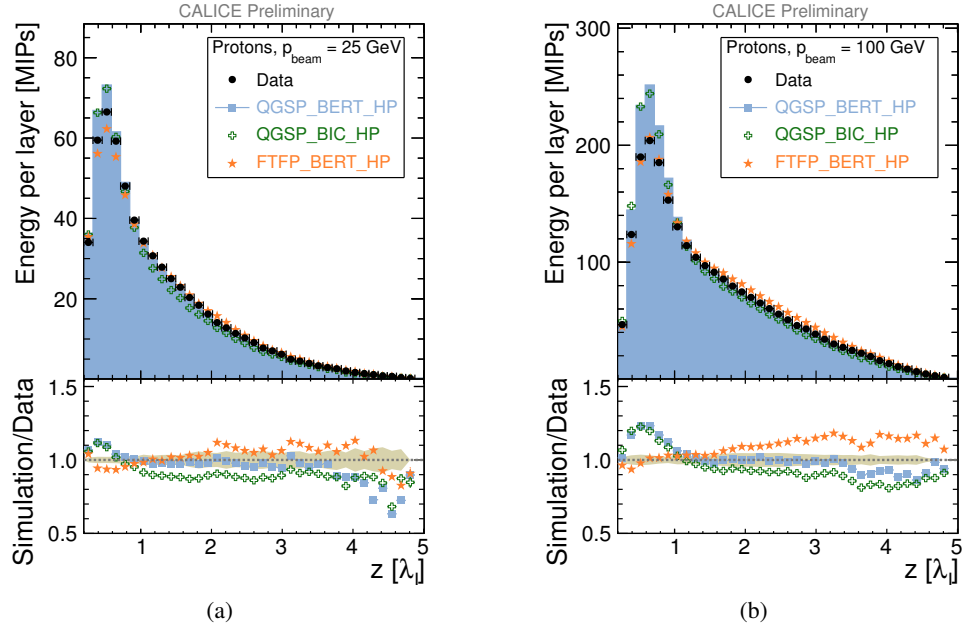 CALICE Preliminary
Energy per layer [MIPs]
80
60
40
20
Protons, p_beam = 25 GeV
Data
QGSP_BERT_HP
QGSP_BIC_HP
FTFP_BERT_HP
Simulation/Data
1.5
1.0
0.5
1 2 3 4 5
z [λ_I]
(a)
CALICE Preliminary
Energy per layer [MIPs]
300
200
100
Protons, p_beam = 100 GeV
Data
QGSP_BERT_HP
QGSP_BIC_HP
FTFP_BERT_HP
Simulation/Data
1.5
1.0
0.5
1 2 3 4 5
z [λ_I]
(b)